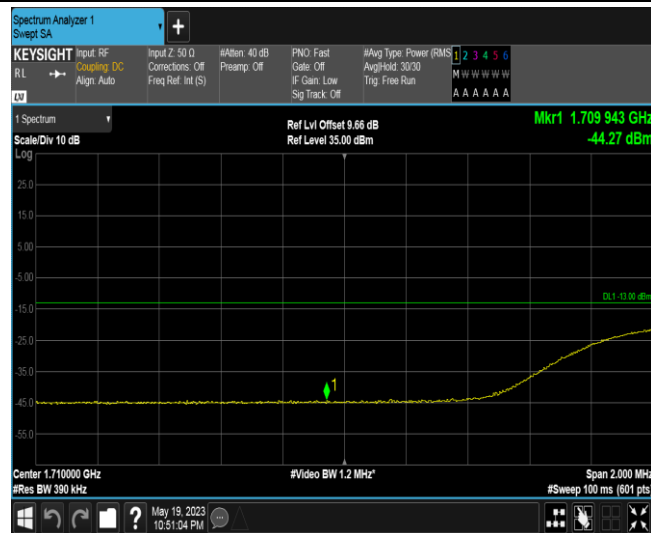 Spectrum Analyzer 1
Swept SA
+
KEYSIGHT
RL
LXI
Input: RF
Coupling: DC
Align: Auto
Input Z: 50 Ω
Corrections: Off
Freq Ref: Int (S)
#Atten: 40 dB
Preamp: Off
PNO: Fast
Gate: Off
IF Gain: Low
Sig Track: Off
#Avg Type: Power (RMS
Avg|Hold: 30/30
Trig: Free Run
1 2 3 4 5 6
M W W W W W
A A A A A A
1 Spectrum
Scale/Div 10 dB
Log
Ref Lvl Offset 9.66 dB
Ref Level 35.00 dBm
Mkr1 1.709 943 GHz
-44.27 dBm
25.0
15.0
5.00
-5.00
-15.0
-25.0
-35.0
-45.0
-55.0
DL1 -13.00 dBm
1
Center 1.710000 GHz
#Res BW 390 kHz
#Video BW 1.2 MHz*
Span 2.000 MHz
#Sweep 100 ms (601 pts)
?
May 19, 2023
10:51:04 PM